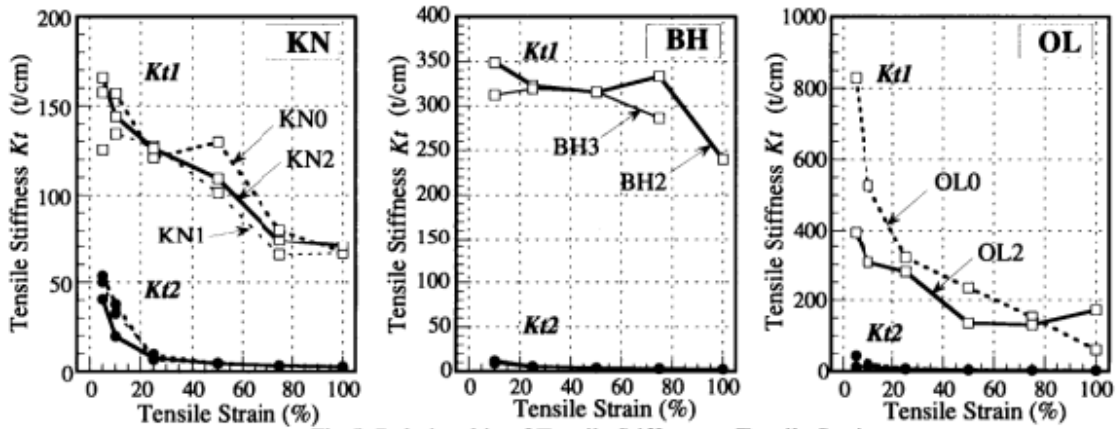 KN
Kt1
KN0
KN2
KN1
Kt2
200
150
100
50
0
Tensile Stiffness Kt (t/cm)
0 20 40 60 80 100
Tensile Strain (%)
BH
Kt1
BH3
BH2
Kt2
400
350
300
250
200
150
100
50
0
Tensile Stiffness Kt (t/cm)
0 20 40 60 80 100
Tensile Strain (%)
OL
Kt1
OL0
OL2
Kt2
1000
800
600
400
200
0
Tensile Stiffness Kt (t/cm)
0 20 40 60 80 100
Tensile Strain (%)